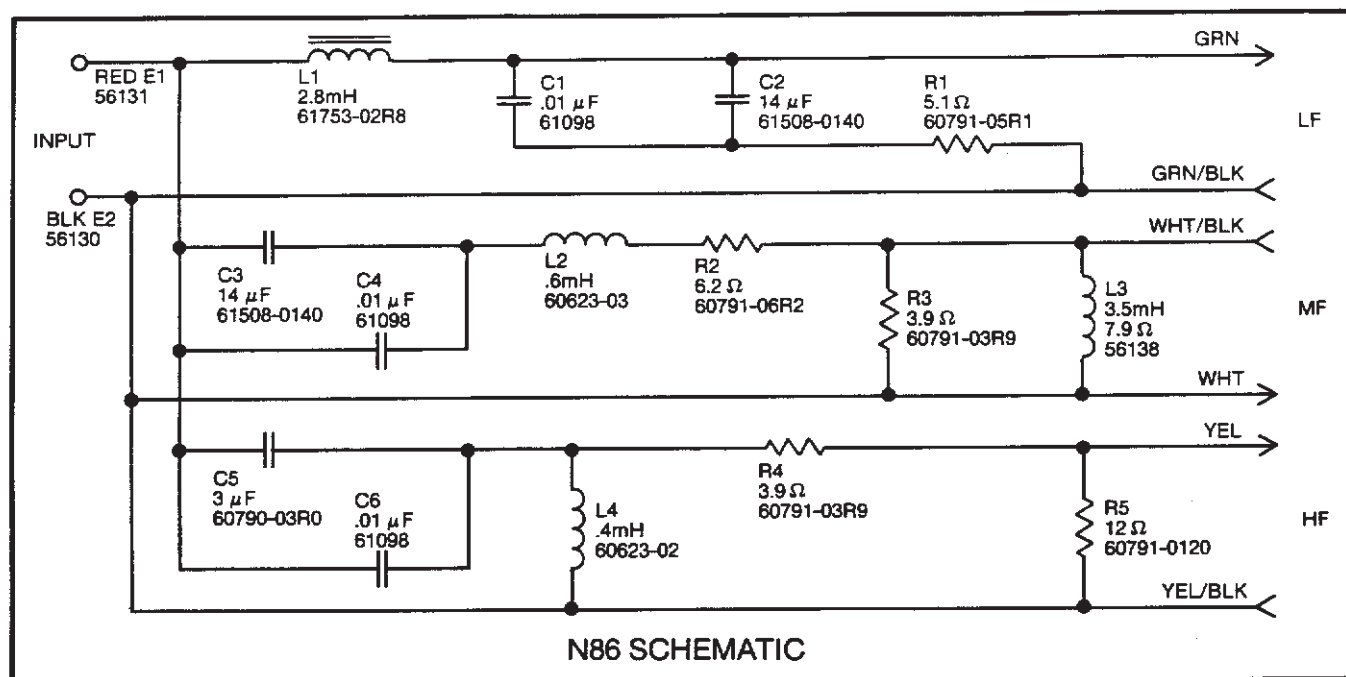 GRN
RED E1
56131
L1
2.8mH
61753-02R8
C1
.01 µF
61098
C2
14 µF
61508-0140
R1
5.1 Ω
60791-05R1
LF
INPUT
GRN/BLK
BLK E2
56130
WHT/BLK
C3
14 µF
61508-0140
C4
.01 µF
61098
L2
.6mH
60623-03
R2
6.2 Ω
60791-06R2
R3
3.9 Ω
60791-03R9
L3
3.5mH
7.9 Ω
56138
MF
WHT
YEL
C5
3 µF
60790-03R0
C6
.01 µF
61098
L4
.4mH
60623-02
R4
3.9 Ω
60791-03R9
R5
12 Ω
60791-0120
HF
YEL/BLK
N86 SCHEMATIC